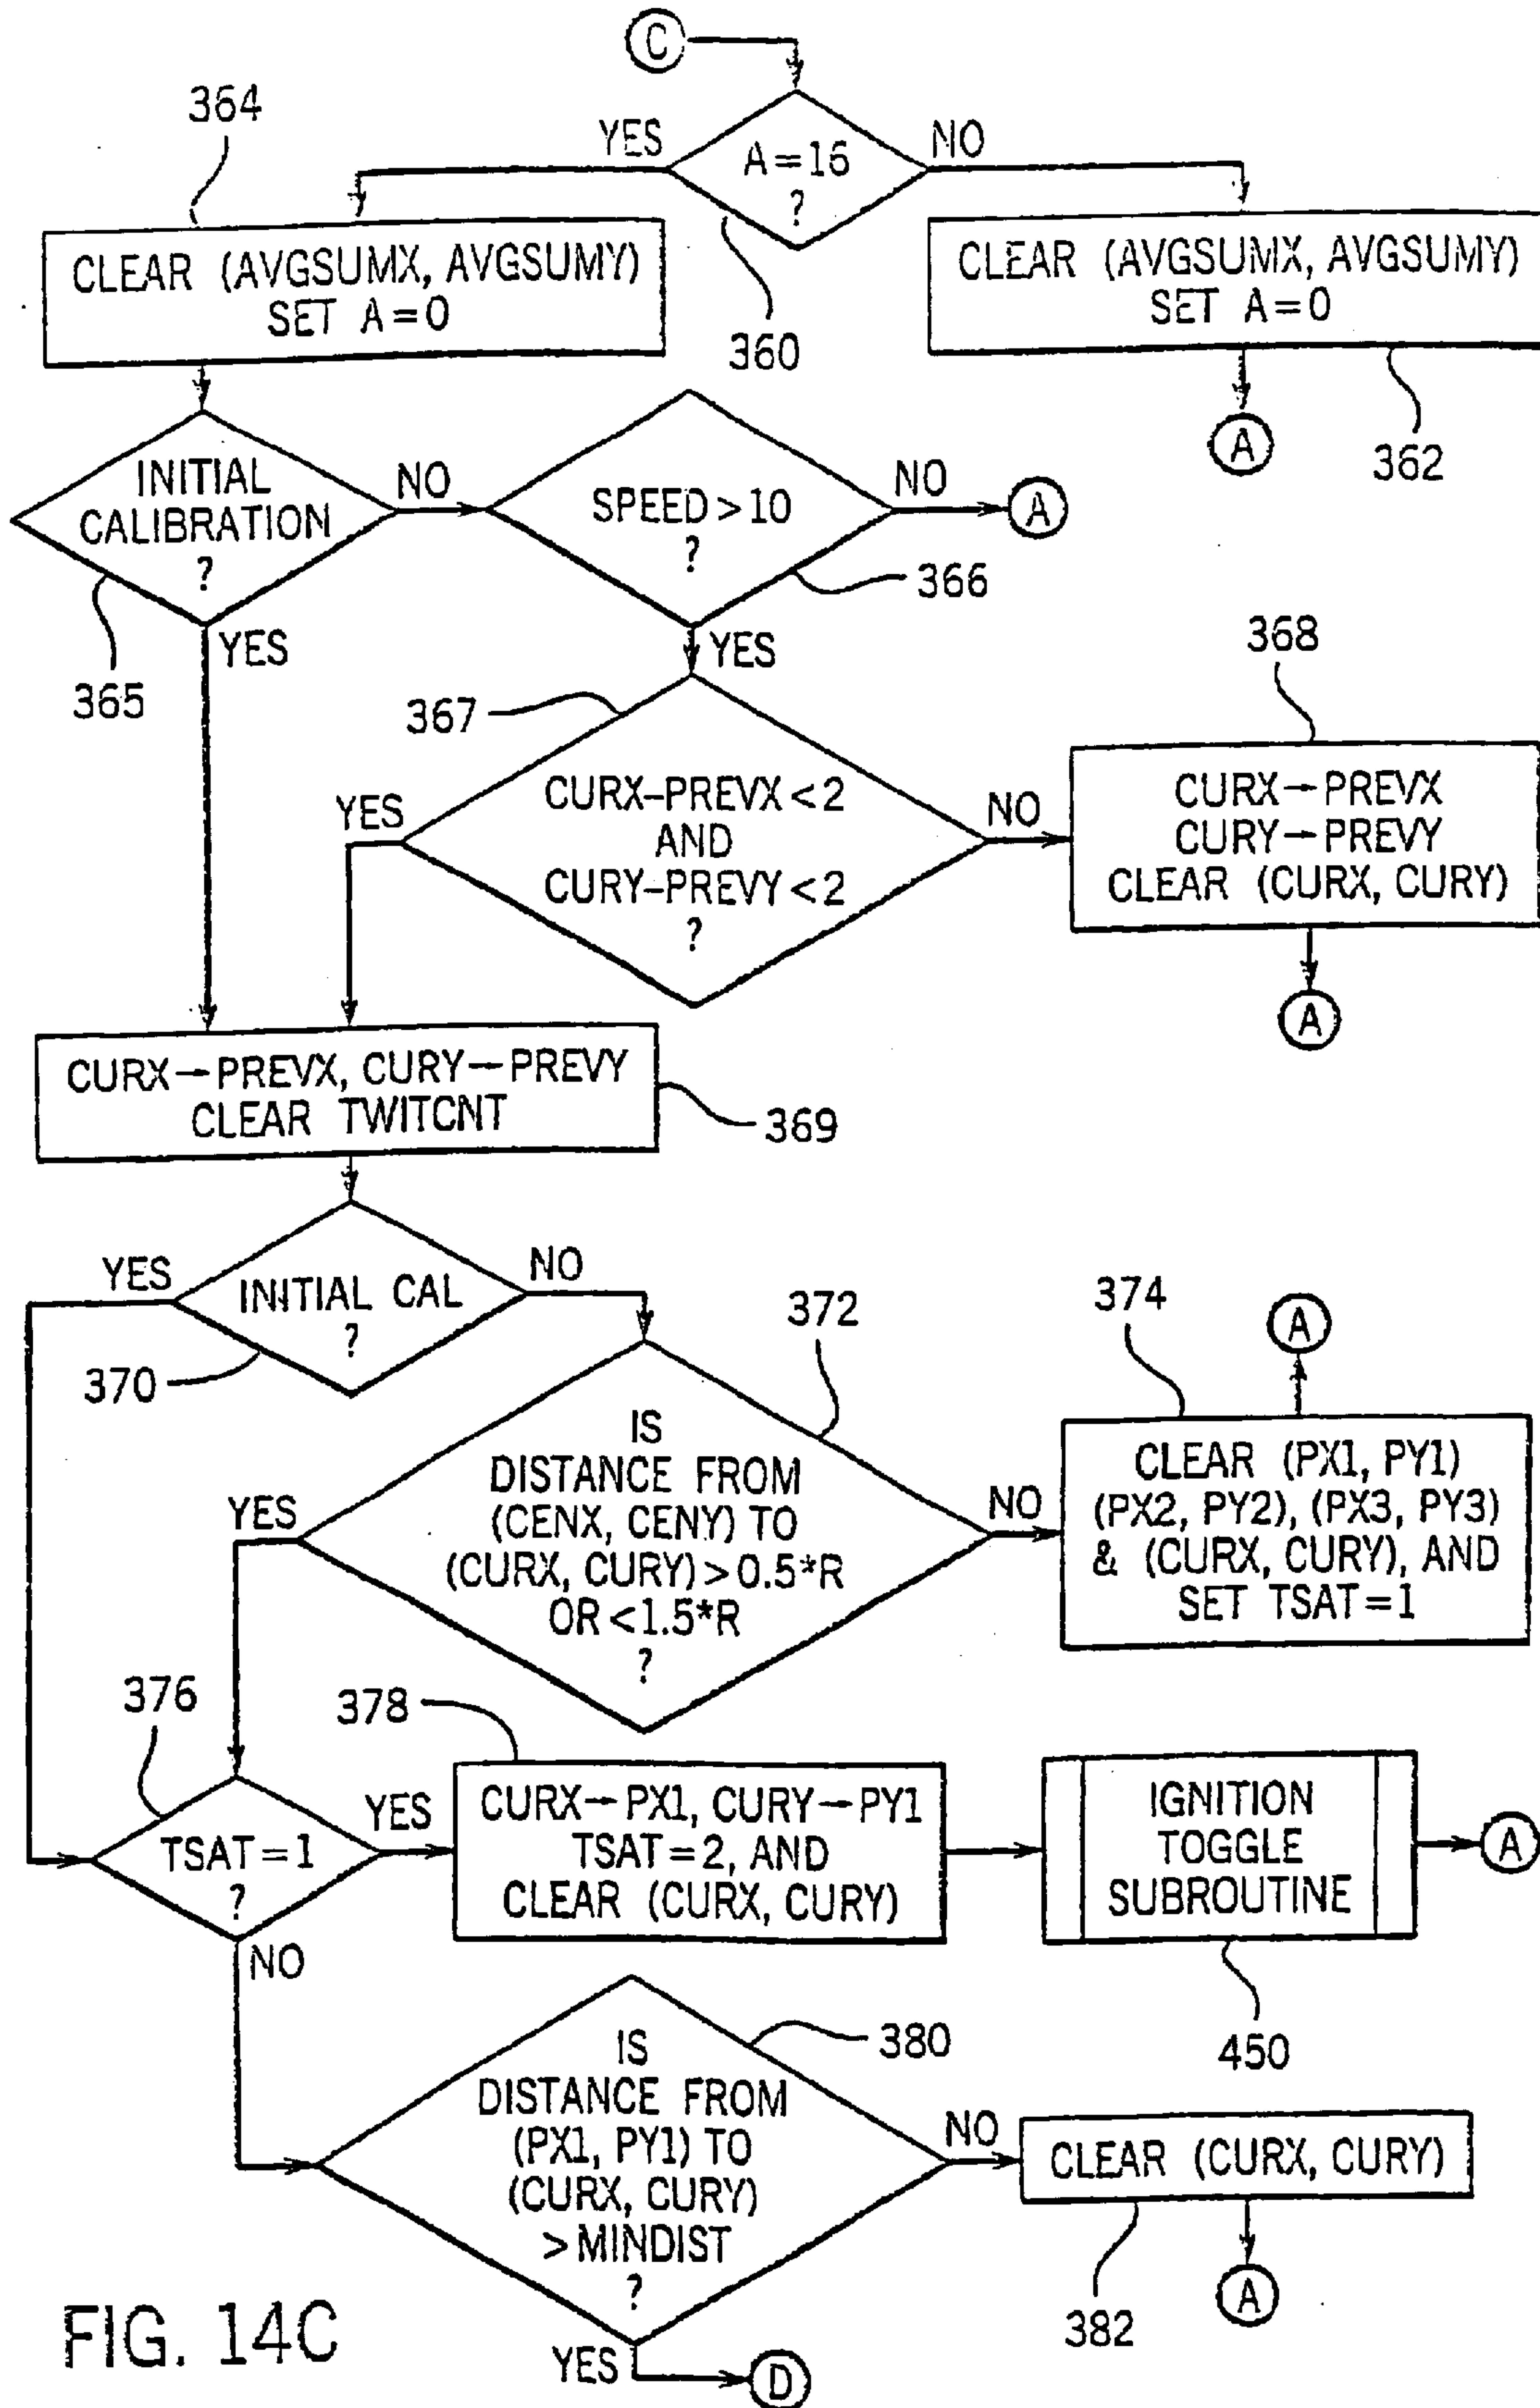 C
364
YES
A=16
?
NO
CLEAR (AVGSUMX, AVGSUMY)
SET A=0
360
CLEAR (AVGSUMX, AVGSUMY)
SET A=0
A
362
INITIAL
CALIBRATION
?
NO
SPEED>10
?
NO
A
366
365
YES
YES
368
367
CURX-PREVX<2
AND
CURY-PREVY<2
?
YES
NO
CURX→PREVX
CURY→PREVY
CLEAR (CURX, CURY)
A
CURX→PREVX, CURY→PREVY
CLEAR TWITCNT
369
YES
INITIAL CAL
?
NO
370
372
374
A
IS
DISTANCE FROM
(CENX, CENY) TO
(CURX, CURY)>0.5*R
OR<1.5*R
?
YES
NO
CLEAR (PX1, PY1)
(PX2, PY2), (PX3, PY3)
& (CURX, CURY), AND
SET TSAT=1
376
378
TSAT=1
?
YES
CURX→PX1, CURY→PY1
TSAT=2, AND
CLEAR (CURX, CURY)
IGNITION
TOGGLE
SUBROUTINE
A
NO
450
380
IS
DISTANCE FROM
(PX1, PY1) TO
(CURX, CURY)
>MINDIST
?
NO
CLEAR (CURX, CURY)
382
A
YES
D
FIG. 14C